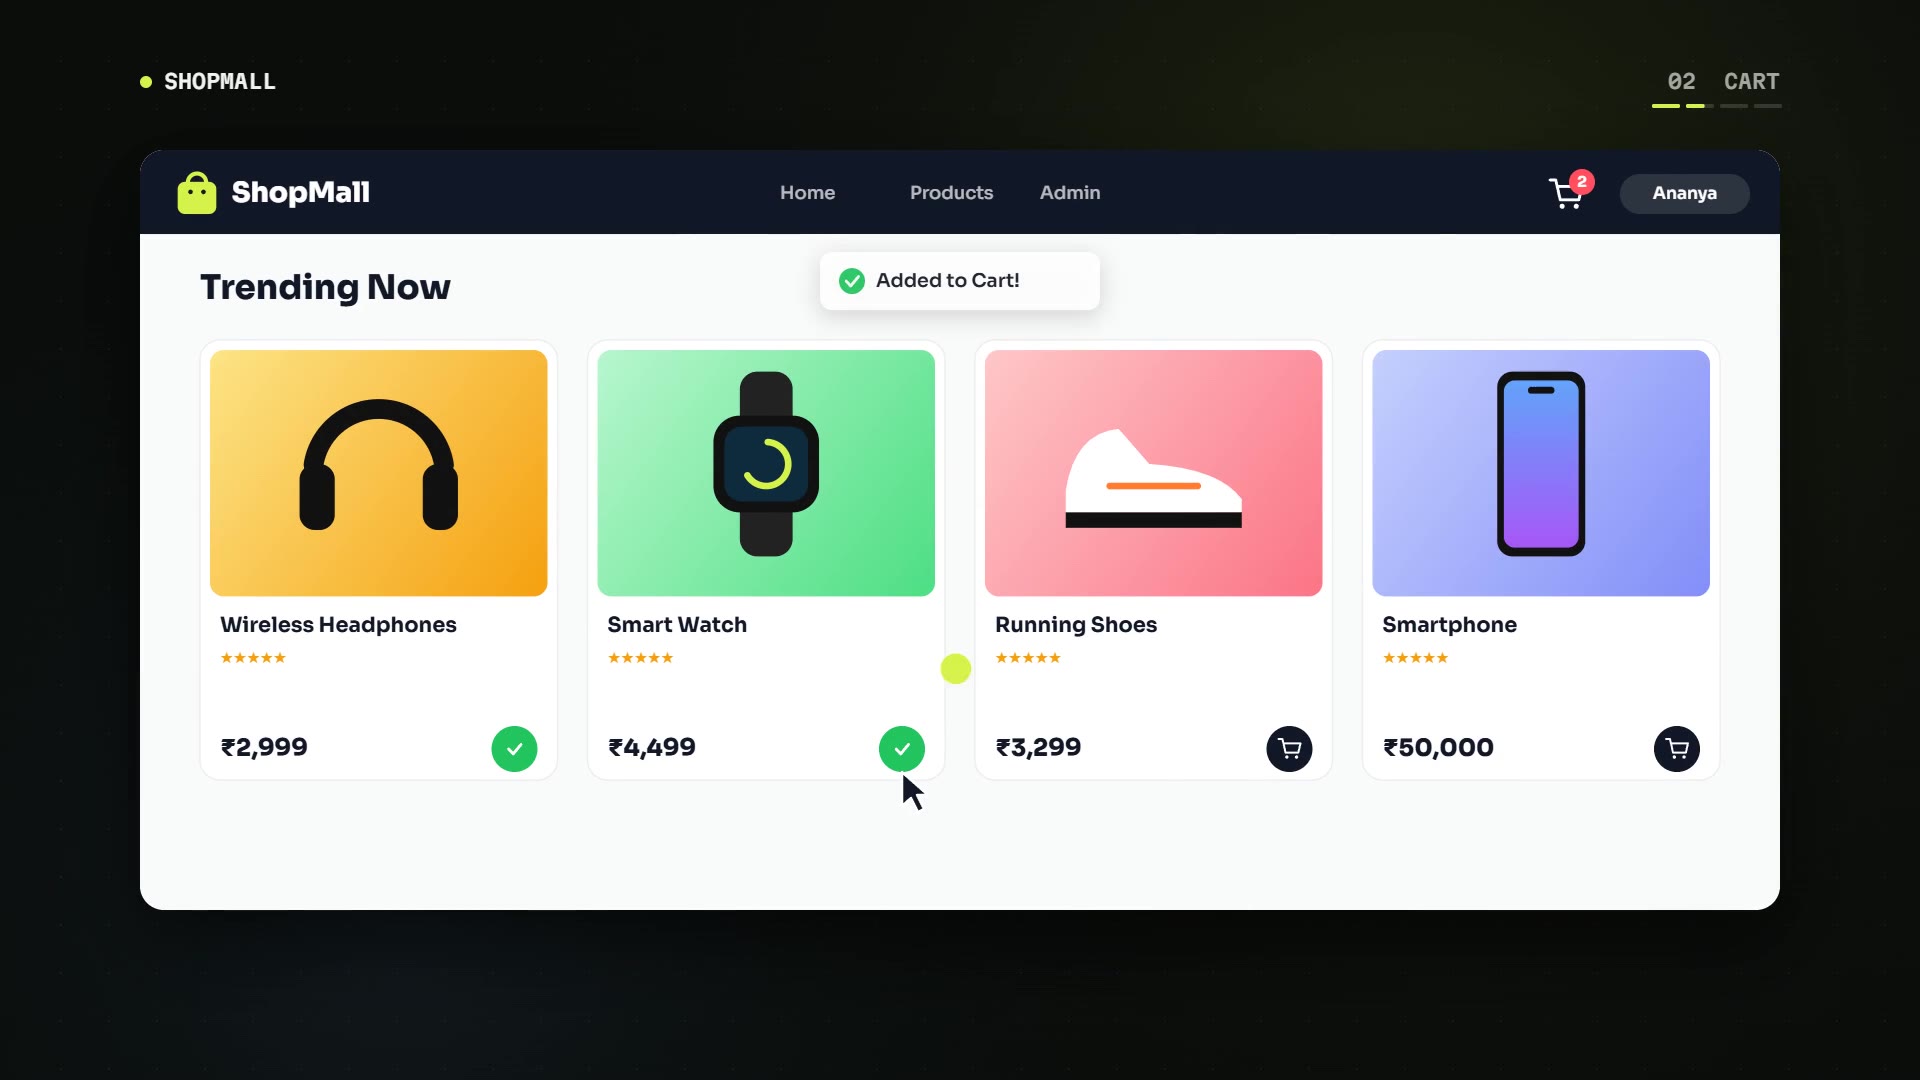 SHOPMALL
02 CART
ShopMall
Home
Products
Admin
2
Ananya
Trending Now
Added to Cart!
Wireless Headphones
★★★★★
₹2,999
Smart Watch
★★★★★
₹4,499
Running Shoes
★★★★★
₹3,299
Smartphone
★★★★★
₹50,000